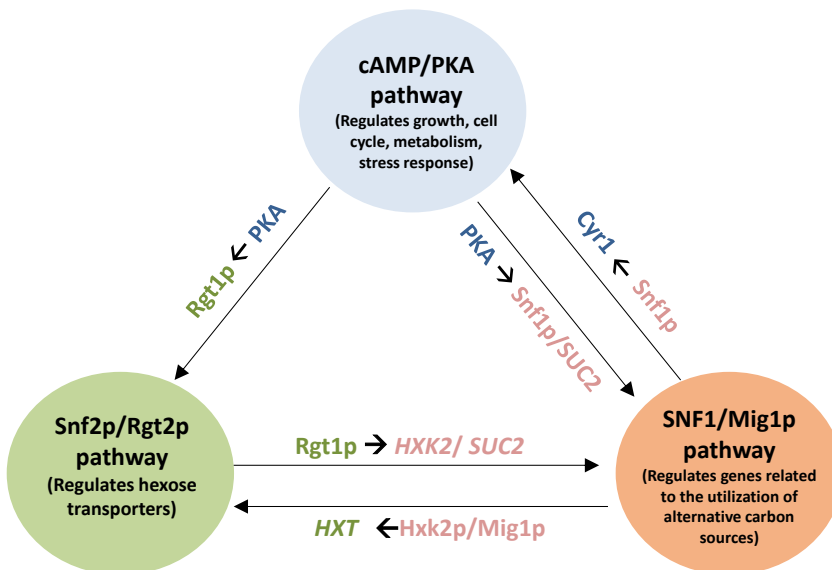 cAMP/PKA
pathway
(Regulates growth, cell
cycle, metabolism,
stress response)
PKA → Rgt1p
PKA → Snf1p/SUC2
Cyr1 ← Snf1p
Snf2p/Rgt2p
pathway
(Regulates hexose
transporters)
Rgt1p → HXK2/ SUC2
HXT ← Hxk2p/Mig1p
SNF1/Mig1p
pathway
(Regulates genes related
to the utilization of
alternative carbon
sources)